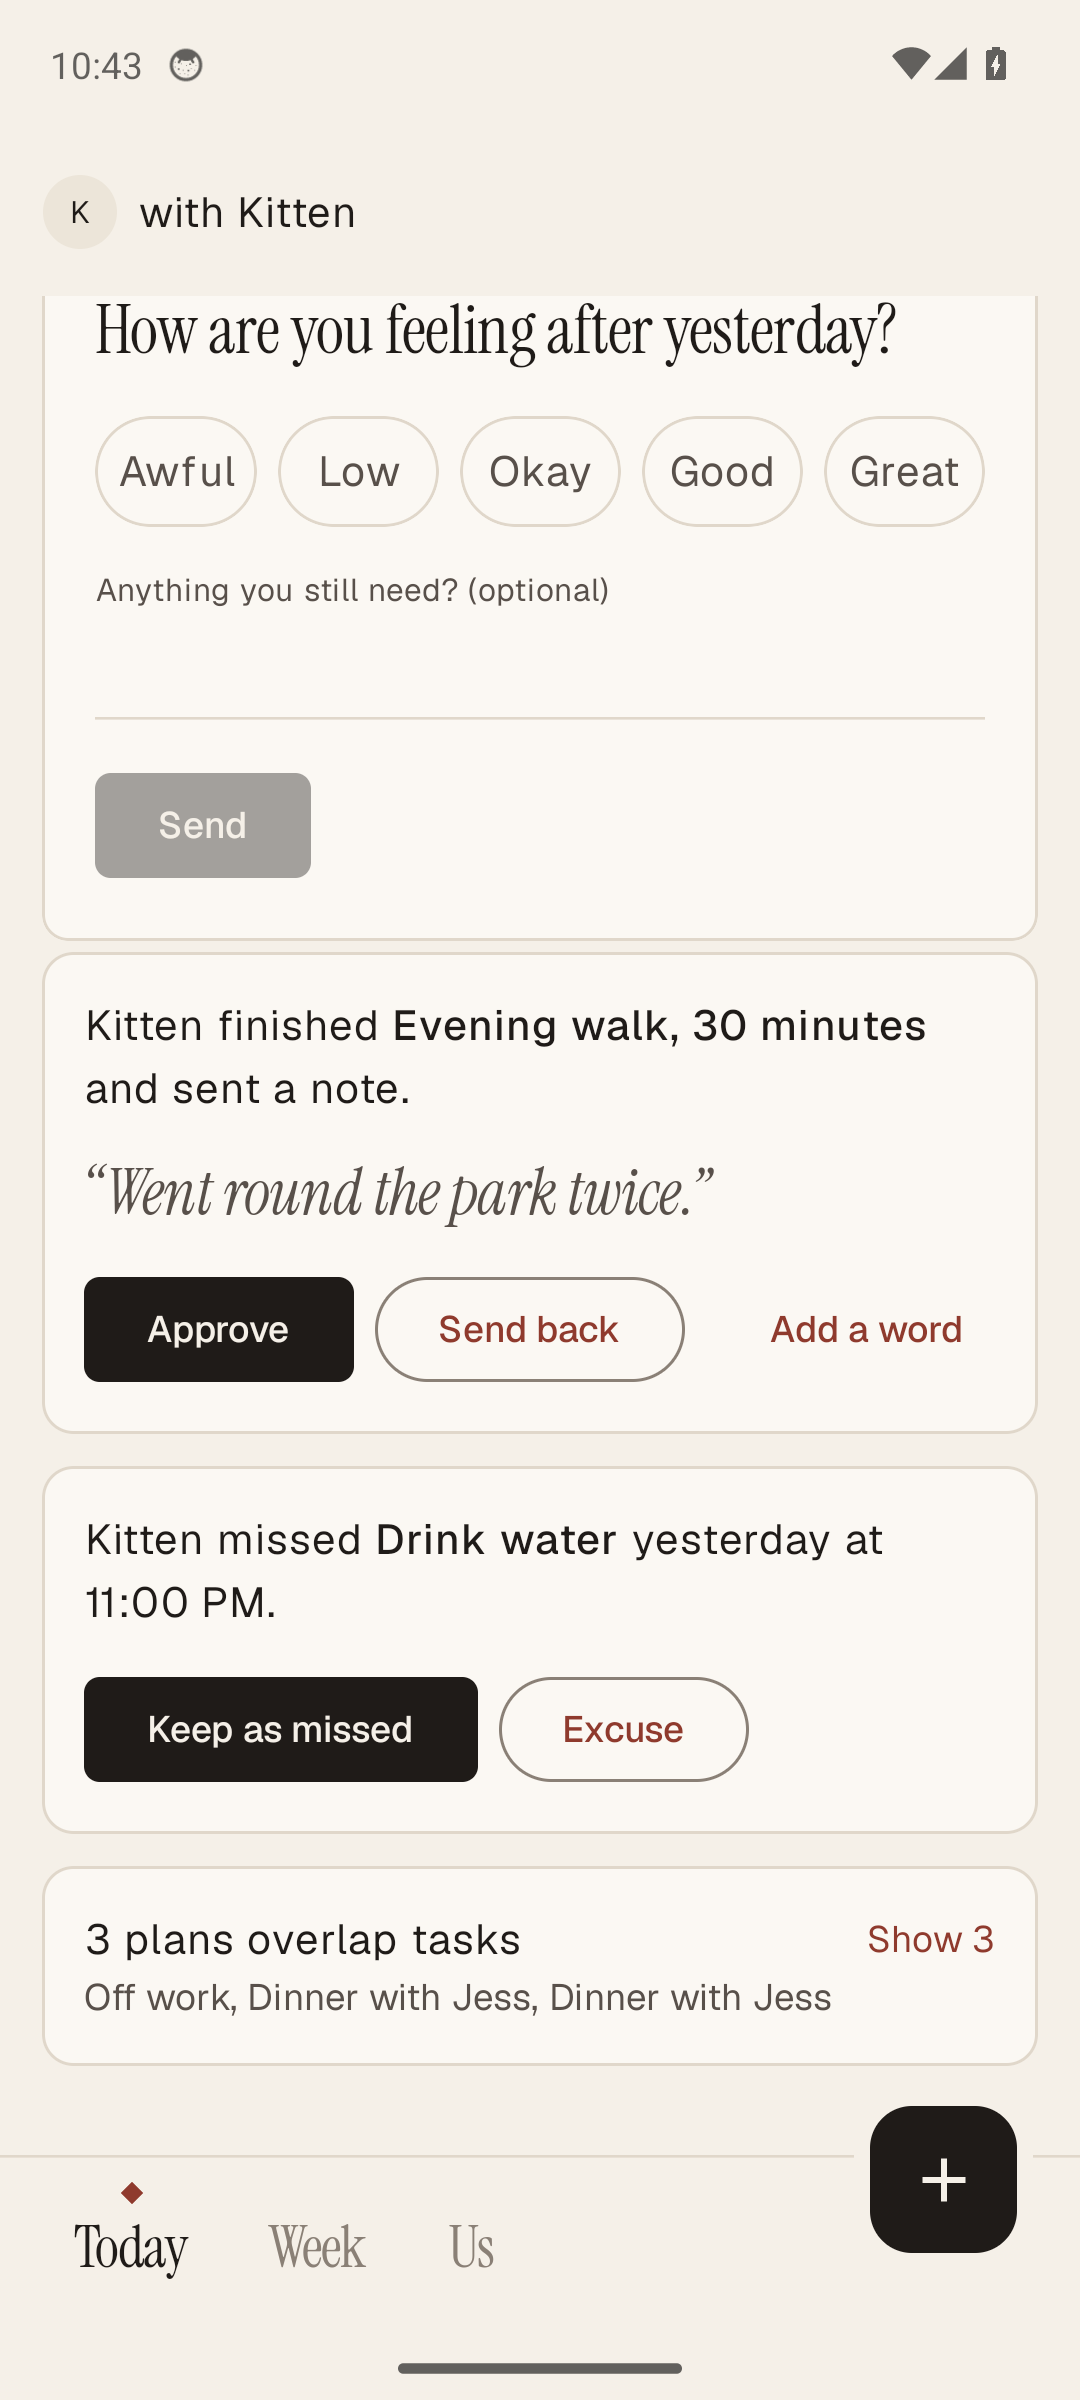 10:43
K
with Kitten
How are you feeling after yesterday?
Awful
Low
Okay
Good
Great
Anything you still need? (optional)
Send
Kitten finished Evening walk, 30 minutes
and sent a note.
“Went round the park twice.”
Approve
Send back
Add a word
Kitten missed Drink water yesterday at
11:00 PM.
Keep as missed
Excuse
3 plans overlap tasks
Show 3
Off work, Dinner with Jess, Dinner with Jess
Today
Week
Us